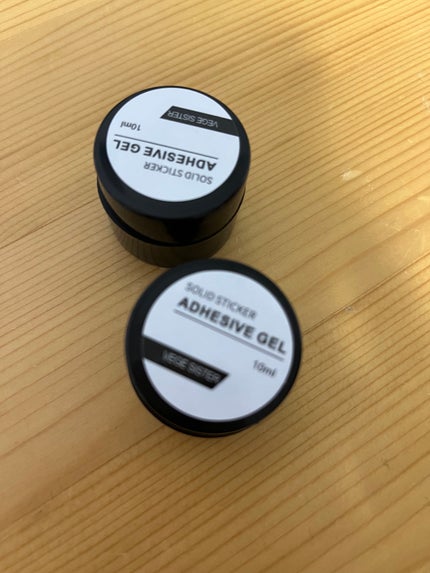 SOLID STICKER
ADHESIVE GEL
10ml
VEGE SISTER
SOLID STICKER
ADHESIVE GEL
10ml
VEGE SISTER